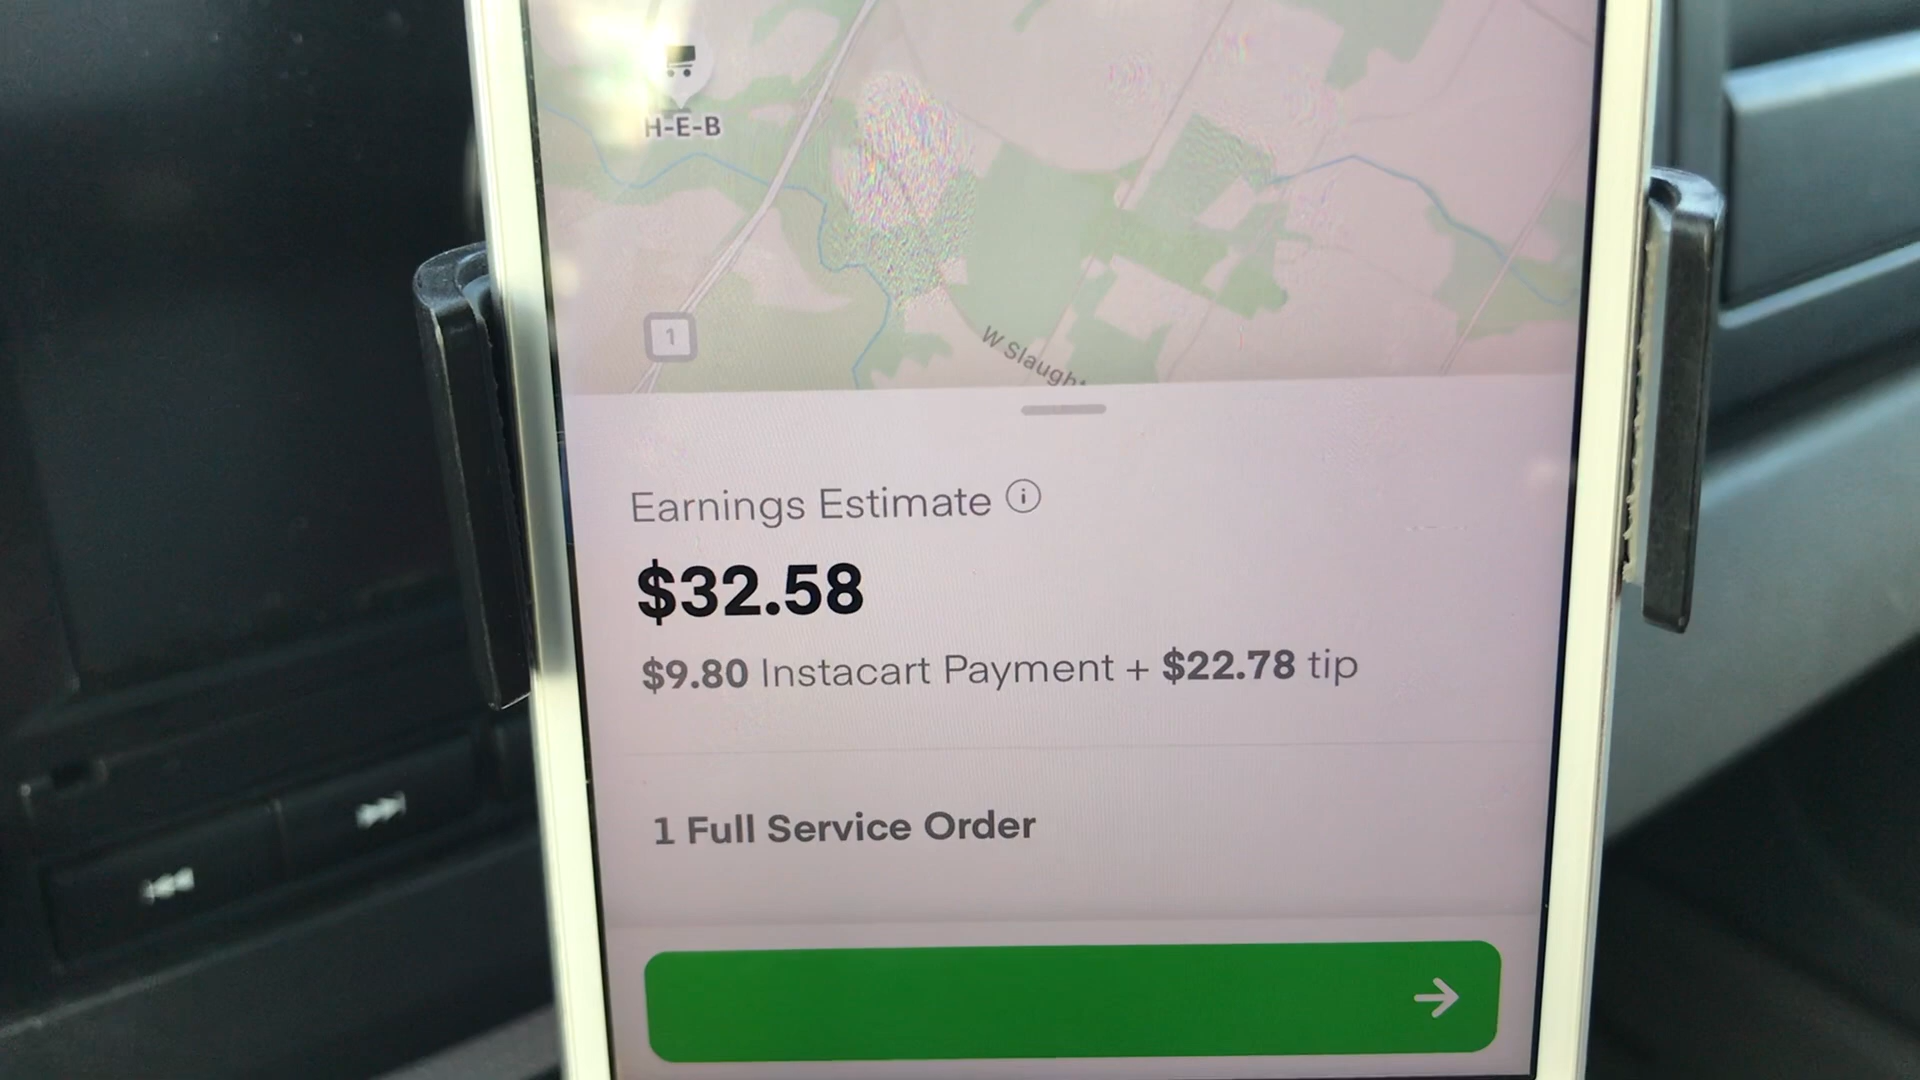 H-E-B
1
W Slaugh
Earnings Estimate
$32.58
$9.80 Instacart Payment + $22.78 tip
1 Full Service Order